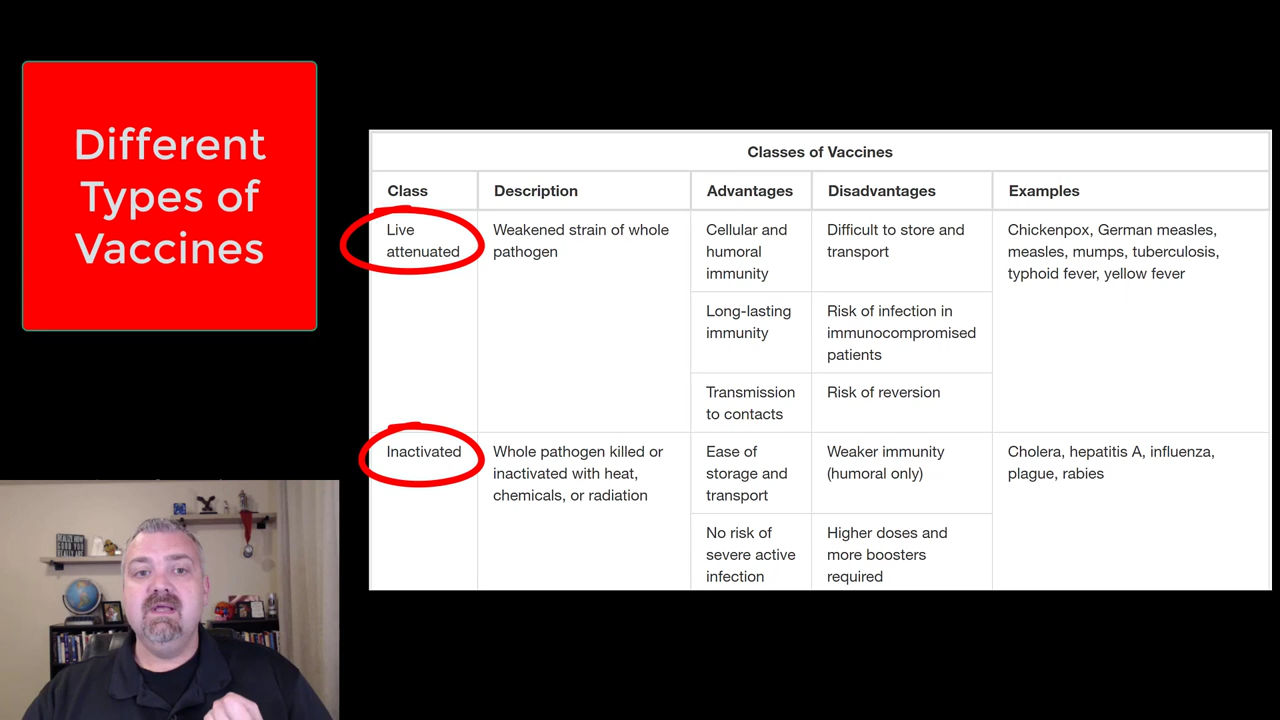 Different
Types of
Vaccines
Classes of Vaccines
Class Description Advantages Disadvantages Examples
Live
attenuated
Weakened strain of whole
pathogen
Cellular and
humoral
immunity
Difficult to store and
transport
Chickenpox, German measles,
measles, mumps, tuberculosis,
typhoid fever, yellow fever
Long-lasting
immunity
Risk of infection in
immunocompromised
patients
Transmission
to contacts
Risk of reversion
Inactivated
Whole pathogen killed or
inactivated with heat,
chemicals, or radiation
Ease of
storage and
transport
Weaker immunity
(humoral only)
Cholera, hepatitis A, influenza,
plague, rabies
No risk of
severe active
infection
Higher doses and
more boosters
required